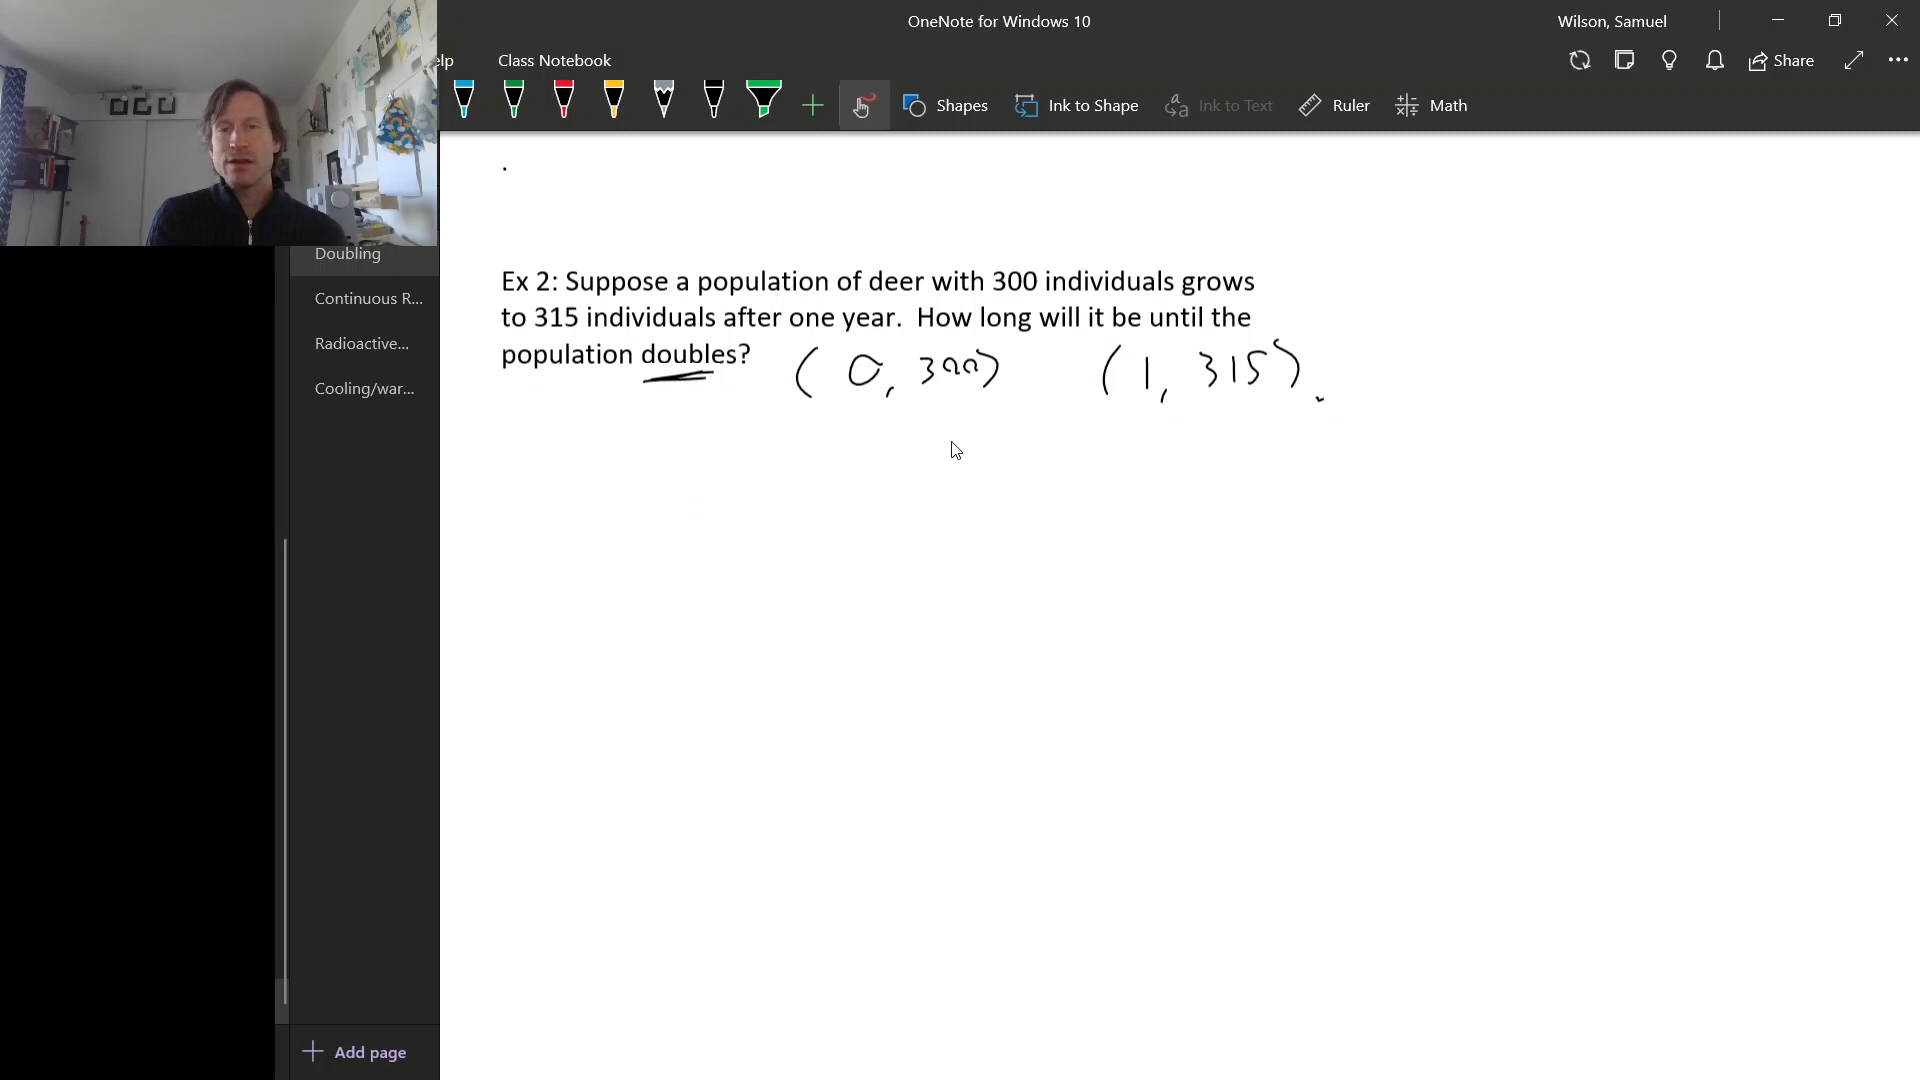 OneNote for Windows 10
Wilson, Samuel
elp
Class Notebook
Share
Shapes
Ink to Shape
Ink to Text
Ruler
Math
Doubling
Continuous R...
Radioactive...
Cooling/war...
Add page
Ex 2: Suppose a population of deer with 300 individuals grows
to 315 individuals after one year. How long will it be until the
population doubles? (0, 300) (1, 315).